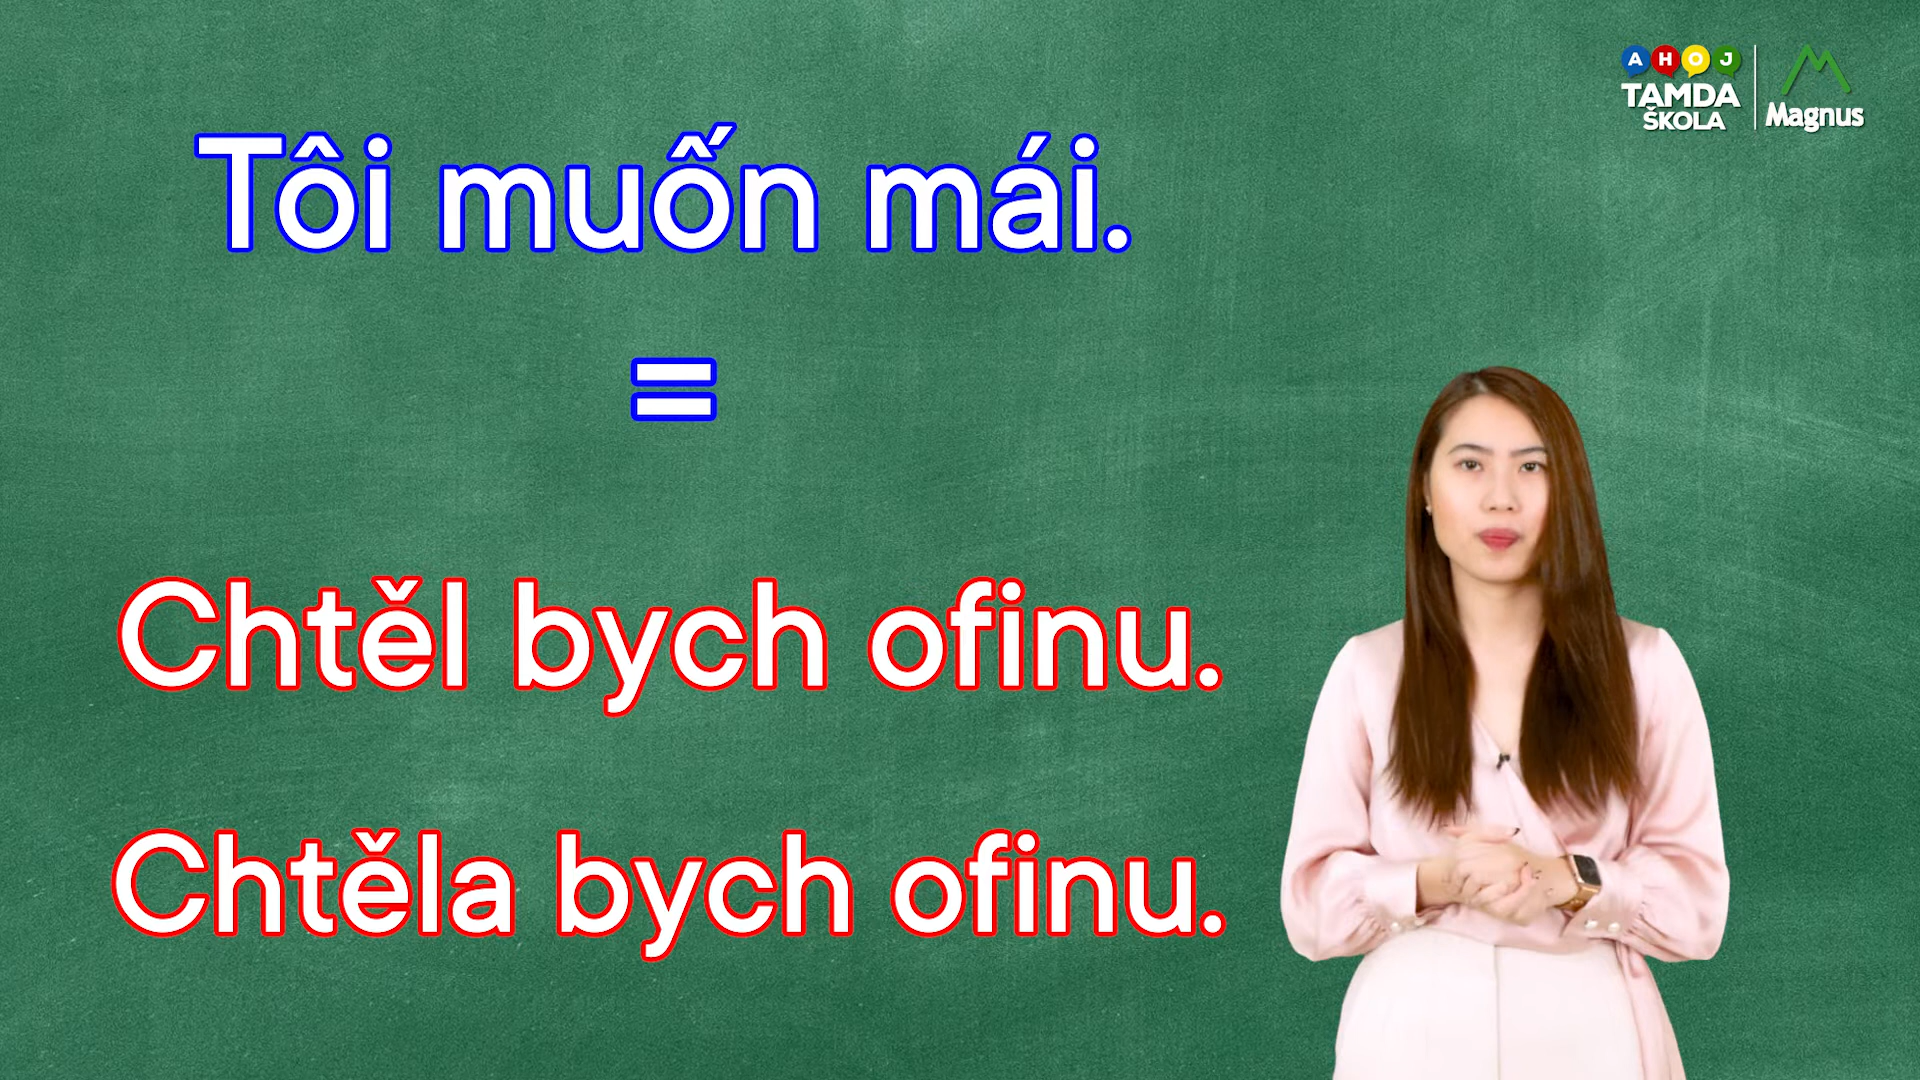 AHOJ
TAMDA
ŠKOLA
Magnus
Tôi muốn mái.
=
Chtěl bych ofinu.
Chtěla bych ofinu.